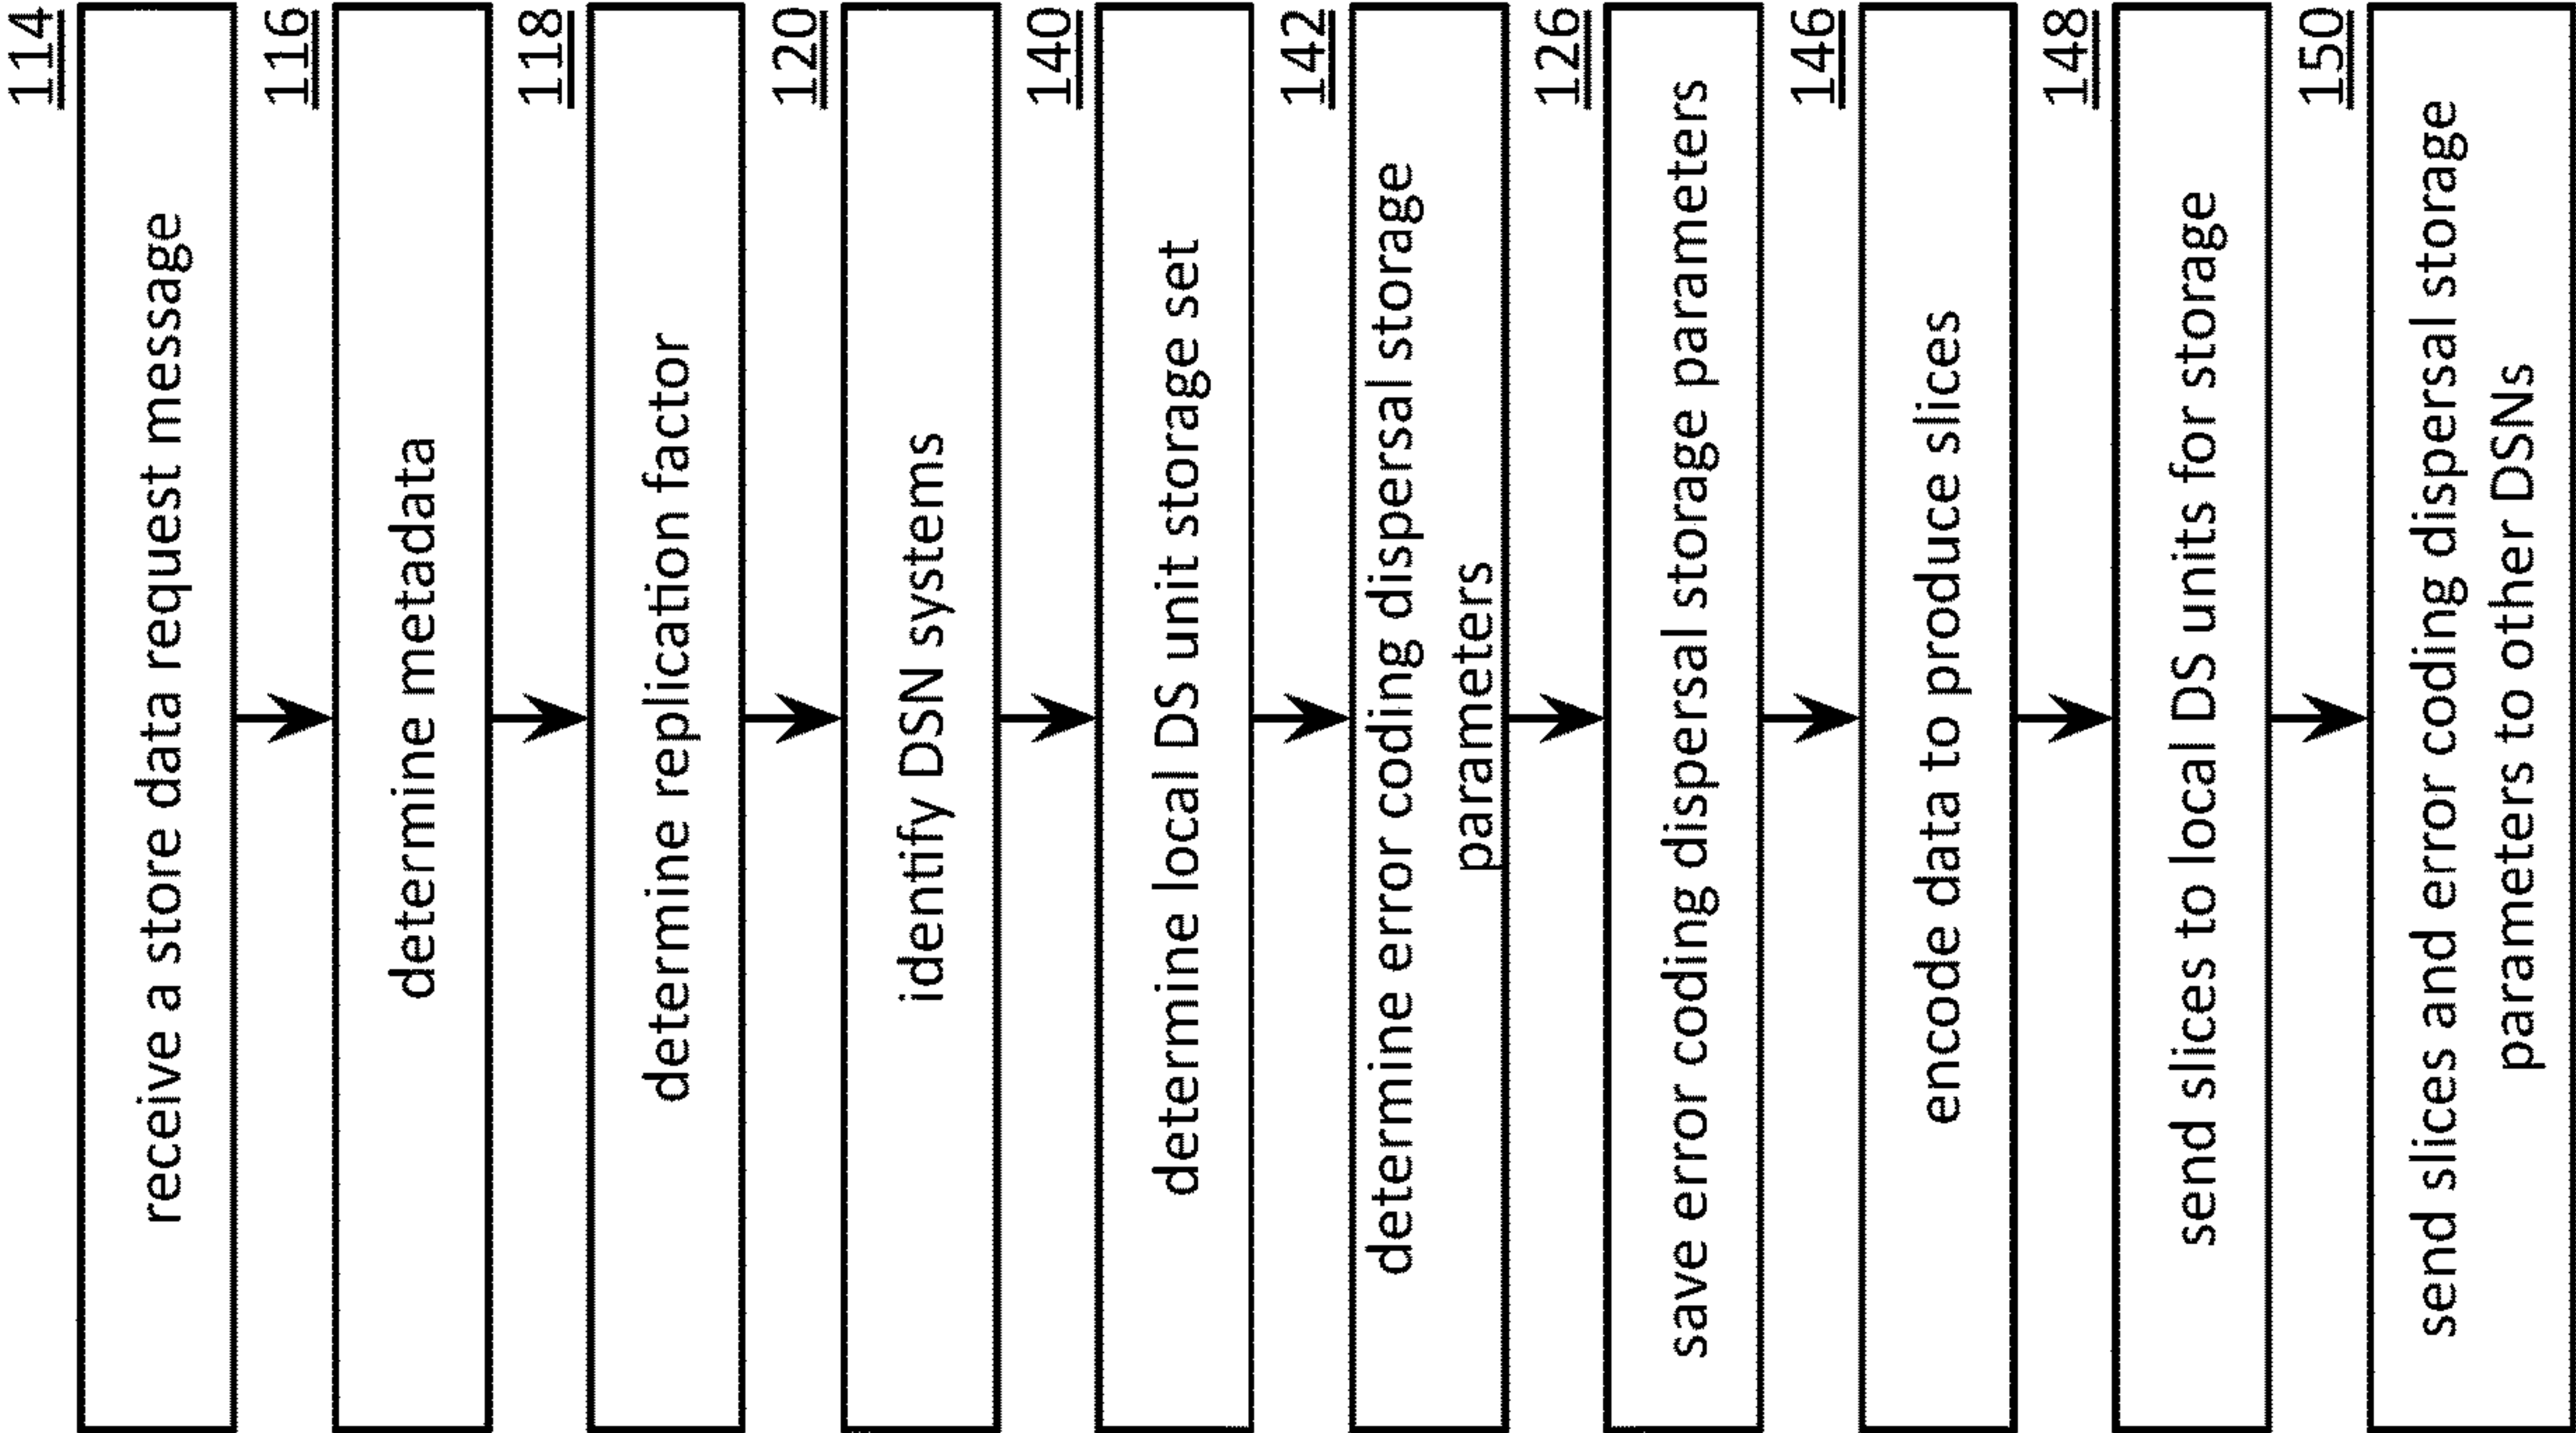 114
receive a store data request message
116
determine metadata
118
determine replication factor
120
identify DSN systems
140
determine local DS unit storage set
142
determine error coding dispersal storage
parameters
126
save error coding dispersal storage parameters
146
encode data to produce slices
148
send slices to local DS units for storage
150
send slices and error coding dispersal storage
parameters to other DSNs